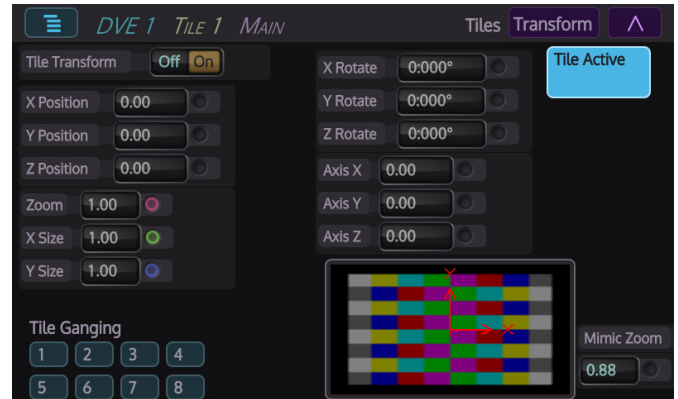 DVE 1 TILE 1 MAIN Tiles Transform
Tile Transform Off On
X Position 0.00
Y Position 0.00
Z Position 0.00
Zoom 1.00
X Size 1.00
Y Size 1.00
Tile Ganging
1 2 3 4
5 6 7 8
X Rotate 0:000°
Y Rotate 0:000°
Z Rotate 0:000°
Axis X 0.00
Axis Y 0.00
Axis Z 0.00
Tile Active
Mimic Zoom
0.88